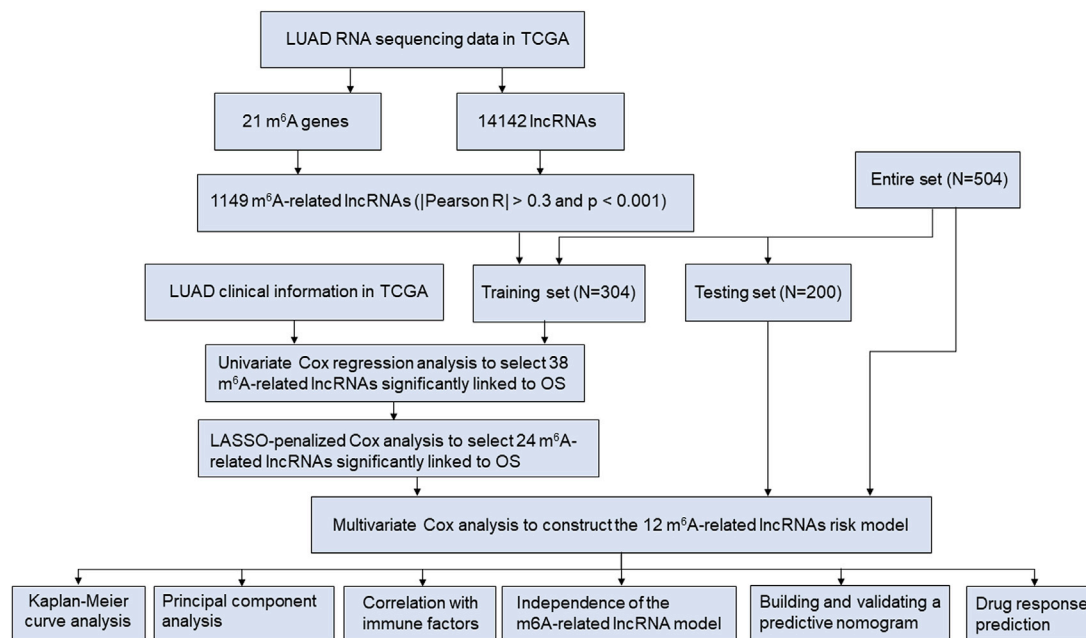 LUAD RNA sequencing data in TCGA
21 m⁶A genes
14142 lncRNAs
1149 m⁶A-related lncRNAs (|Pearson R| > 0.3 and p < 0.001)
Entire set (N=504)
LUAD clinical information in TCGA
Training set (N=304)
Testing set (N=200)
Univariate Cox regression analysis to select 38
m⁶A-related lncRNAs significantly linked to OS
LASSO-penalized Cox analysis to select 24 m⁶A-
related lncRNAs significantly linked to OS
Multivariate Cox analysis to construct the 12 m⁶A-related lncRNAs risk model
Kaplan-Meier
curve analysis
Principal component
analysis
Correlation with
immune factors
Independence of the
m6A-related lncRNA model
Building and validating a
predictive nomogram
Drug response
prediction